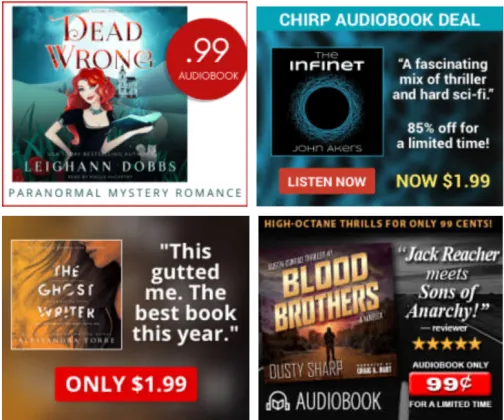 DEAD
WRONG
.99
AUDIOBOOK
LEIGHANN DOBBS
PARANORMAL MYSTERY ROMANCE
CHIRP AUDIOBOOK DEAL
THE
INFINET
JOHN AKERS
“A fascinating
mix of thriller
and hard sci-fi.”
85% off for
a limited time!
LISTEN NOW
NOW $1.99
THE
GHOST
WRITER
ALESSANDRA TORRE
"This
gutted
me. The
best book
this year."
ONLY $1.99
HIGH-OCTANE THRILLS FOR ONLY 99 CENTS!
BLOOD
BROTHERS
DUSTY SHARP
AUDIOBOOK
“Jack Reacher
meets
Sons of
Anarchy!”
— reviewer
AUDIOBOOK ONLY
99¢
FOR A LIMITED TIME